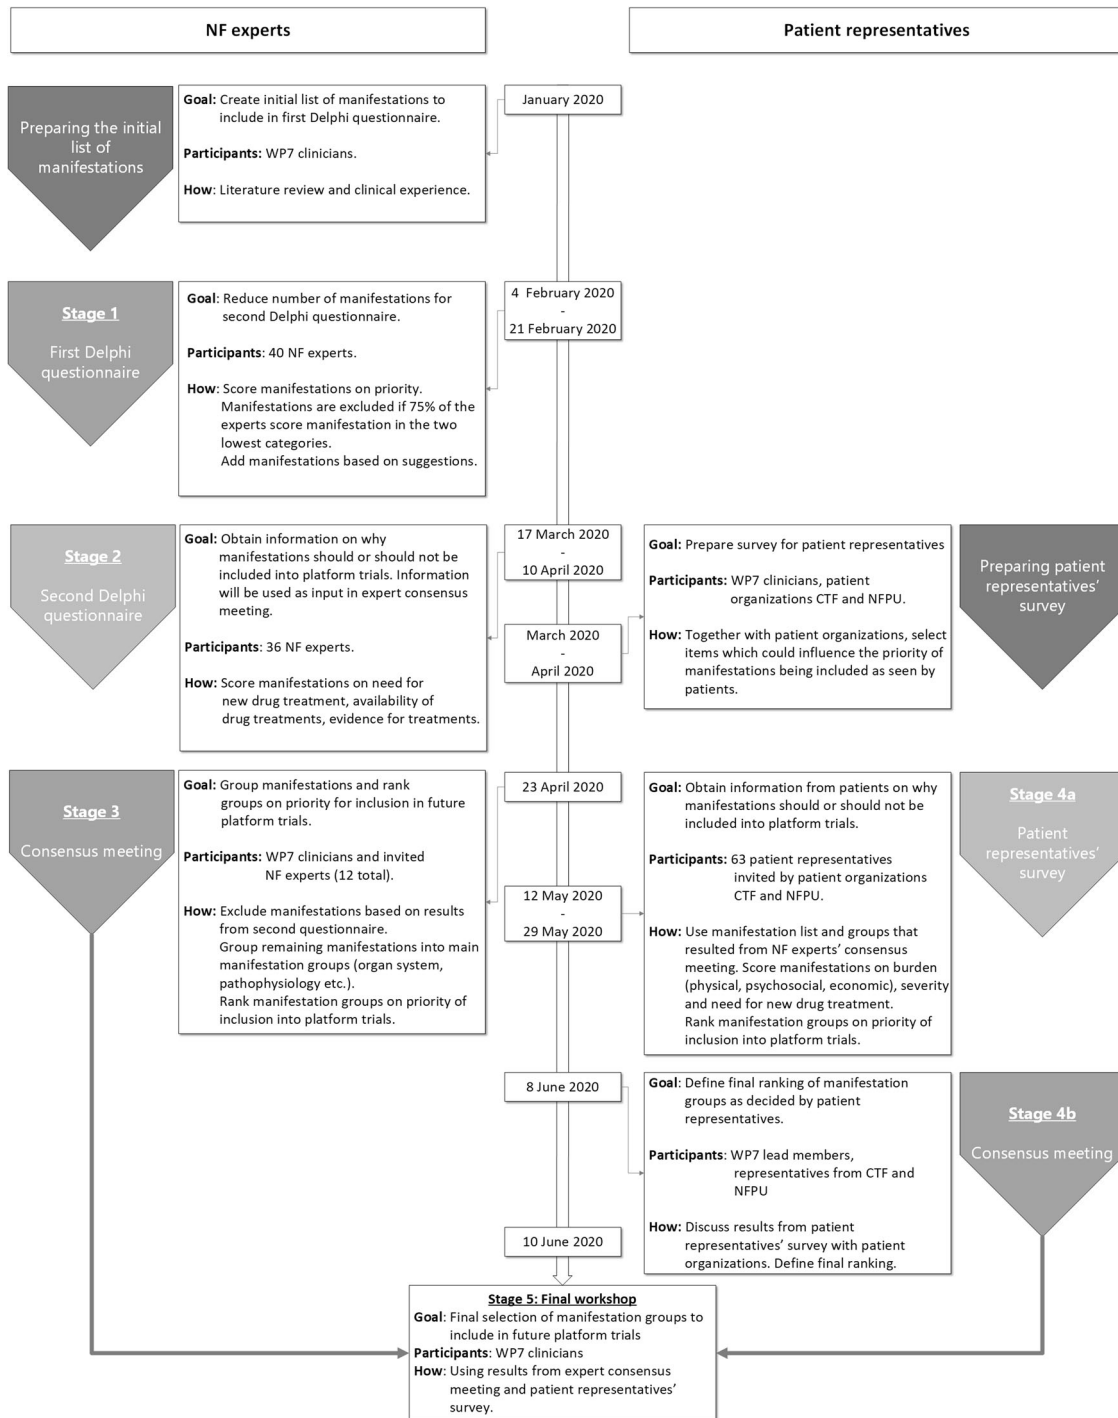 NF experts
Patient representatives
Preparing the initial
list of
manifestations
Goal: Create initial list of manifestations to
include in first Delphi questionnaire.
Participants: WP7 clinicians.
How: Literature review and clinical experience.
January 2020
Stage 1
First Delphi
questionnaire
Goal: Reduce number of manifestations for
second Delphi questionnaire.
Participants: 40 NF experts.
How: Score manifestations on priority.
Manifestations are excluded if 75% of the
experts score manifestation in the two
lowest categories.
Add manifestations based on suggestions.
4 February 2020
-
21 February 2020
Stage 2
Second Delphi
questionnaire
Goal: Obtain information on why
manifestations should or should not be
included into platform trials. Information
will be used as input in expert consensus
meeting.
Participants: 36 NF experts.
How: Score manifestations on need for
new drug treatment, availability of
drug treatments, evidence for treatments.
17 March 2020
-
10 April 2020
March 2020
-
April 2020
Goal: Prepare survey for patient representatives
Participants: WP7 clinicians, patient
organizations CTF and NFPU.
How: Together with patient organizations, select
items which could influence the priority of
manifestations being included as seen by
patients.
Preparing patient
representatives'
survey
Stage 3
Consensus meeting
Goal: Group manifestations and rank
groups on priority for inclusion in future
platform trials.
Participants: WP7 clinicians and invited
NF experts (12 total).
How: Exclude manifestations based on results
from second questionnaire.
Group remaining manifestations into main
manifestation groups (organ system,
pathophysiology etc.).
Rank manifestation groups on priority of
inclusion into platform trials.
23 April 2020
12 May 2020
-
29 May 2020
Goal: Obtain information from patients on why
manifestations should or should not be
included into platform trials.
Participants: 63 patient representatives
invited by patient organizations
CTF and NFPU.
How: Use manifestation list and groups that
resulted from NF experts' consensus
meeting. Score manifestations on burden
(physical, psychosocial, economic), severity
and need for new drug treatment.
Rank manifestation groups on priority of
inclusion into platform trials.
Stage 4a
Patient
representatives'
survey
8 June 2020
Goal: Define final ranking of manifestation
groups as decided by patient
representatives.
Participants: WP7 lead members,
representatives from CTF and
NFPU
How: Discuss results from patient
representatives' survey with patient
organizations. Define final ranking.
Stage 4b
Consensus meeting
10 June 2020
Stage 5: Final workshop
Goal: Final selection of manifestation groups to
include in future platform trials
Participants: WP7 clinicians
How: Using results from expert consensus
meeting and patient representatives'
survey.